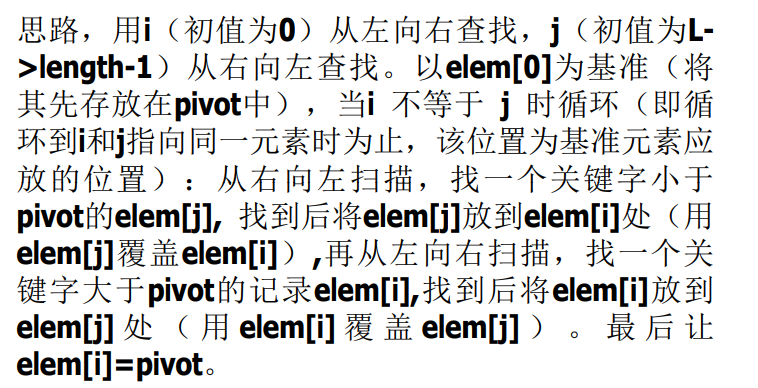 思路，用i（初值为0）从左向右查找，j（初值为L-
>length-1）从右向左查找。以elem[0]为基准（将
其先存放在pivot中），当i 不等于 j 时循环（即循
环到i和j指向同一元素时为止，该位置为基准元素应
放的位置）：从右向左扫描，找一个关键字小于
pivot的elem[j], 找到后将elem[j]放到elem[i]处（用
elem[j]覆盖elem[i]）,再从左向右扫描，找一个关
键字大于pivot的记录elem[i],找到后将elem[i]放到
elem[j]处（用elem[i]覆盖elem[j]）。最后让
elem[i]=pivot。